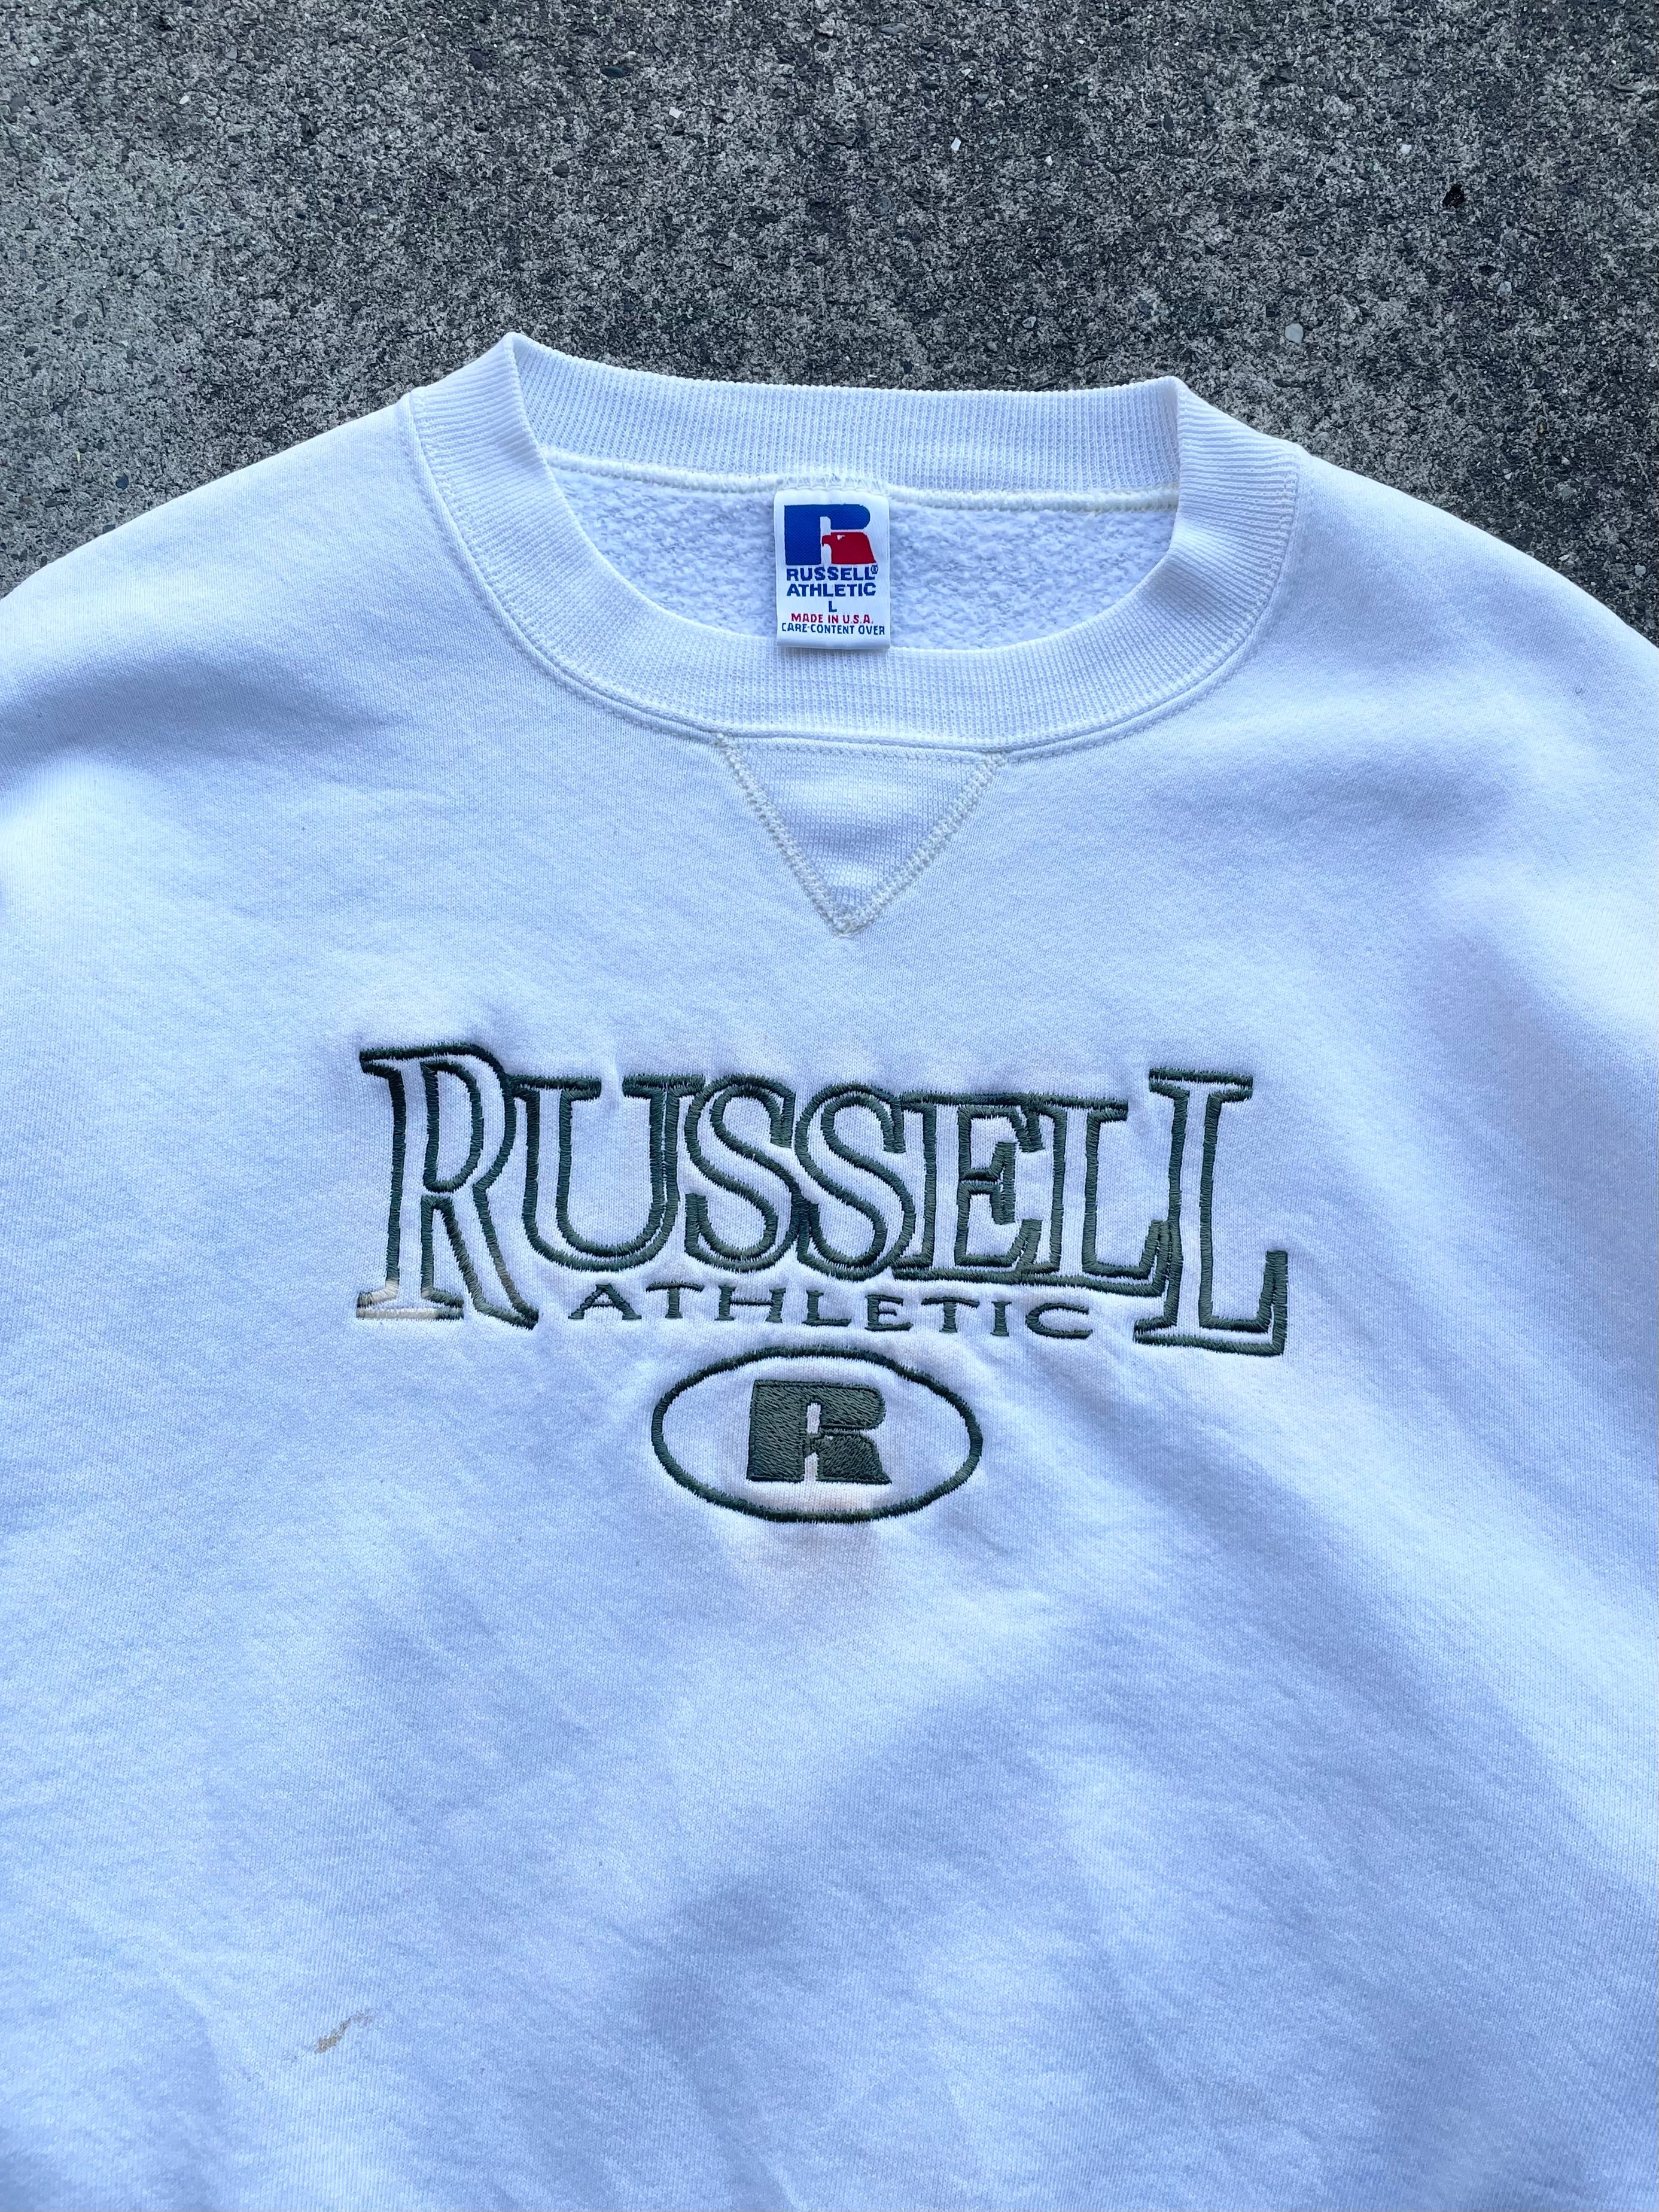 R
RUSSELL®
ATHLETIC
L
MADE IN U.S.A.
CARE-CONTENT OVER
RUSSELL
ATHLETIC
R